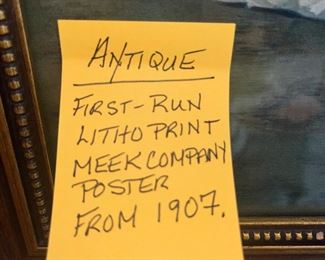 ANTIQUE
FIRST-RUN
LITHO PRINT
MEEK COMPANY
POSTER
FROM 1907.